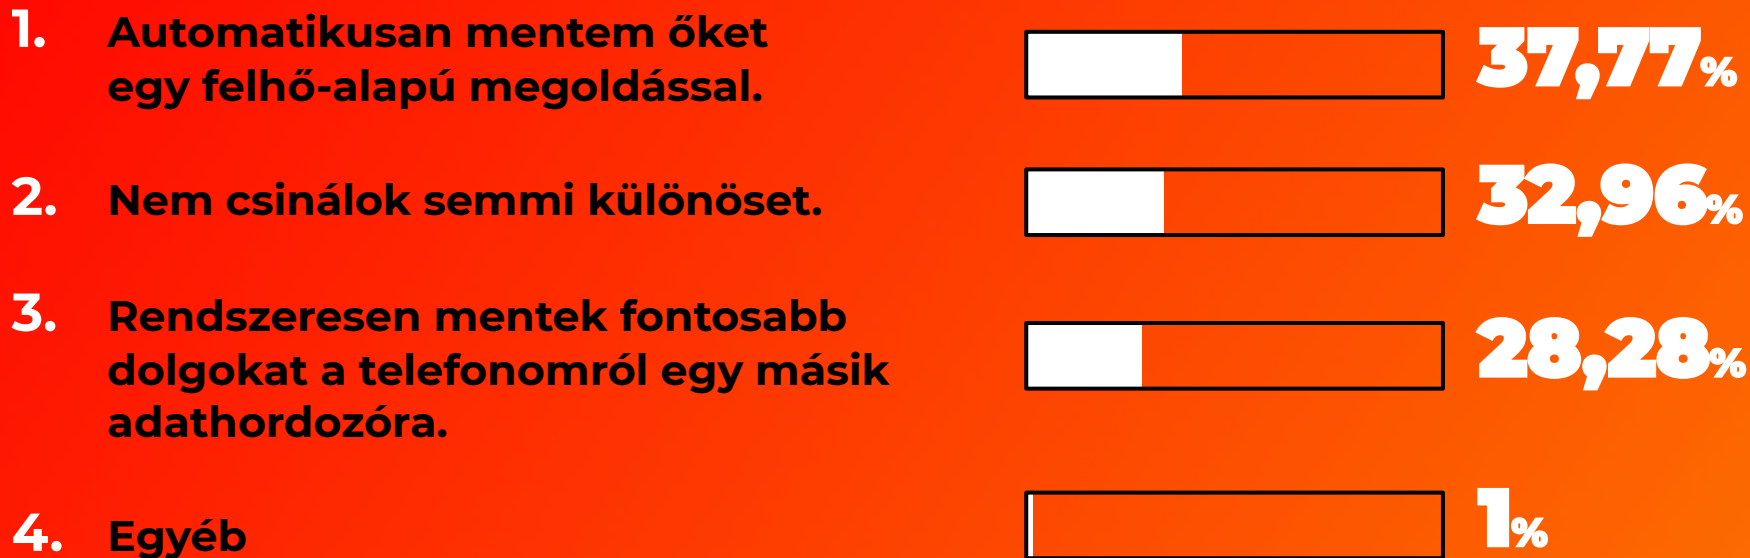 1. Automatikusan mentem őket
egy felhő-alapú megoldással.
37,77%
2. Nem csinálok semmi különöset.
32,96%
3. Rendszeresen mentek fontosabb
dolgokat a telefonomról egy másik
adathordozóra.
28,28%
4. Egyéb
1%